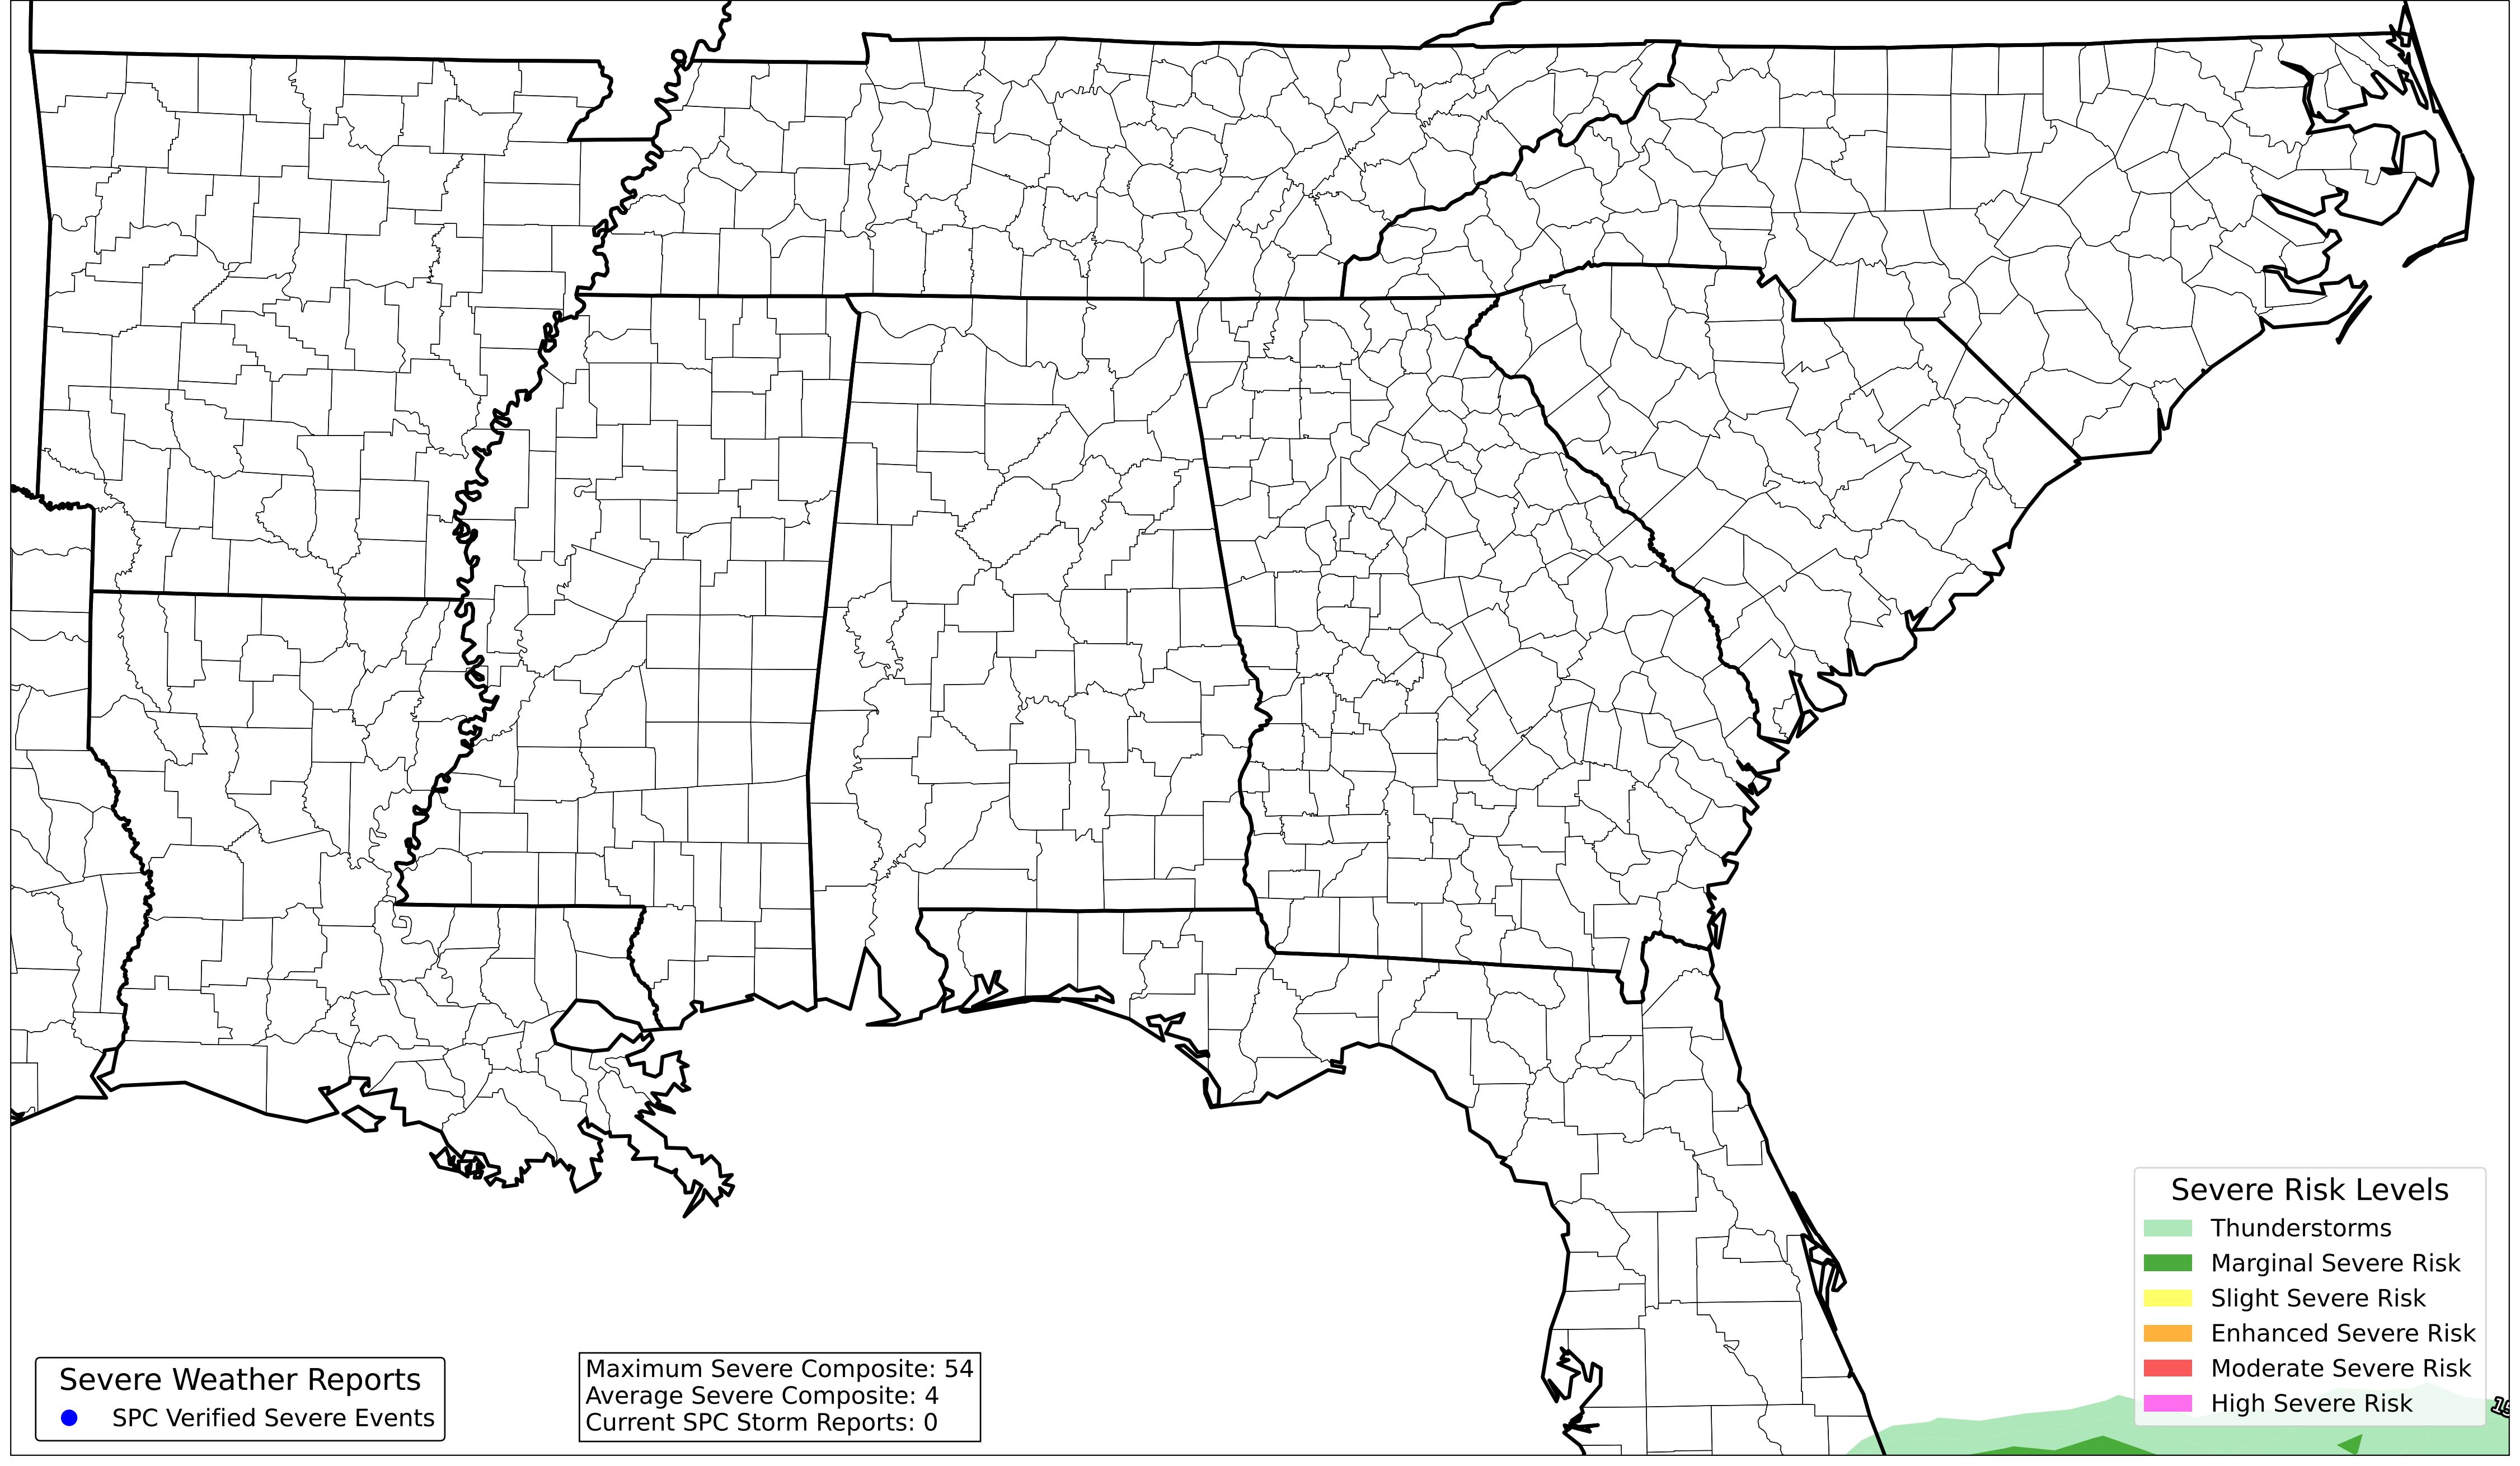 Severe Weather Reports
SPC Verified Severe Events
Maximum Severe Composite: 54
Average Severe Composite: 4
Current SPC Storm Reports: 0
Severe Risk Levels
Thunderstorms
Marginal Severe Risk
Slight Severe Risk
Enhanced Severe Risk
Moderate Severe Risk
High Severe Risk